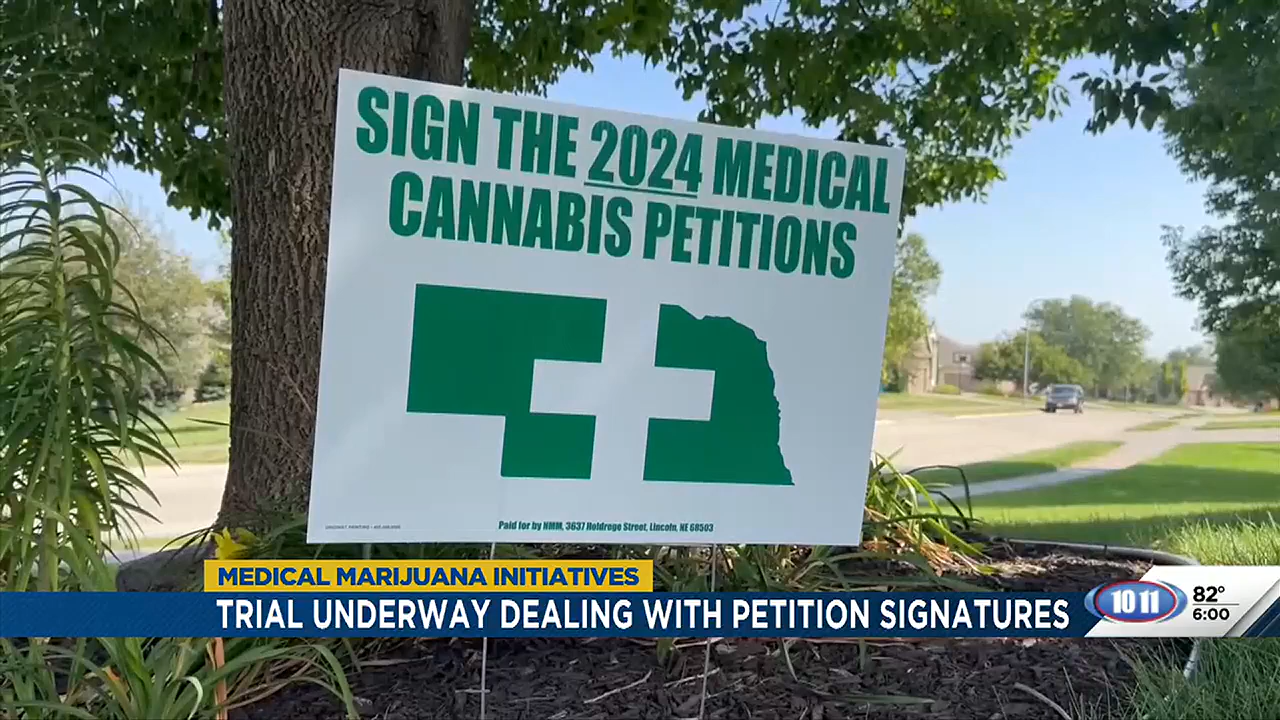 SIGN THE 2024 MEDICAL
CANNABIS PETITIONS
Paid for by NMM, 3637 Holdrege Street, Lincoln, NE 68503
MEDICAL MARIJUANA INITIATIVES
TRIAL UNDERWAY DEALING WITH PETITION SIGNATURES
10 11
82°
6:00